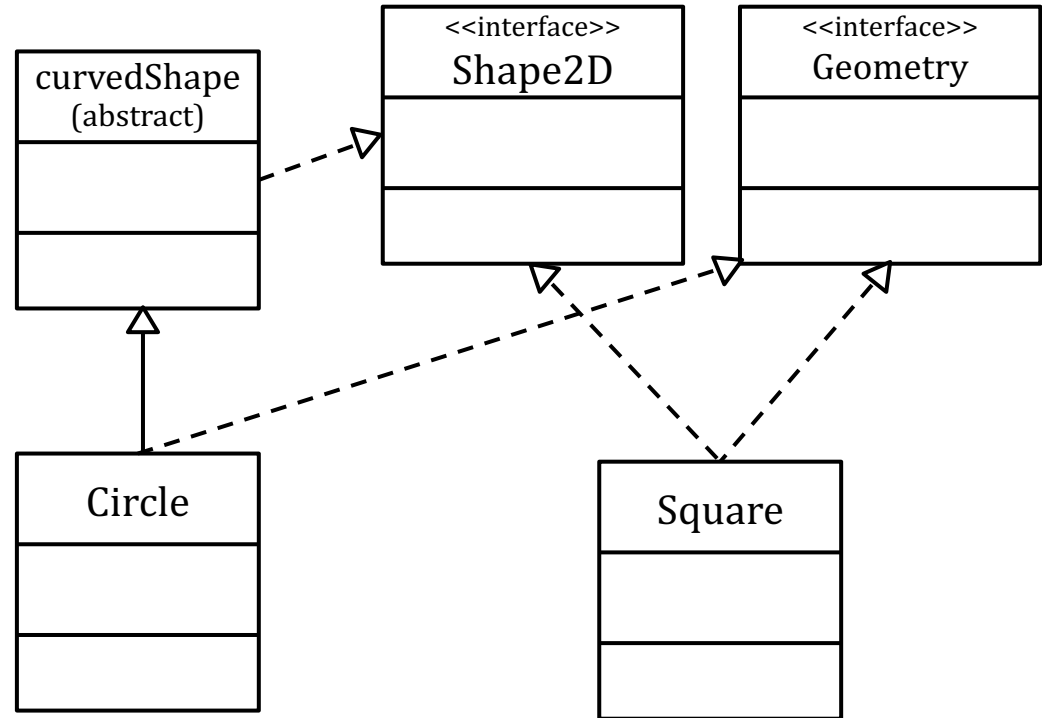 curvedShape
(abstract)
<<interface>>
Shape2D
<<interface>>
Geometry
Circle
Square